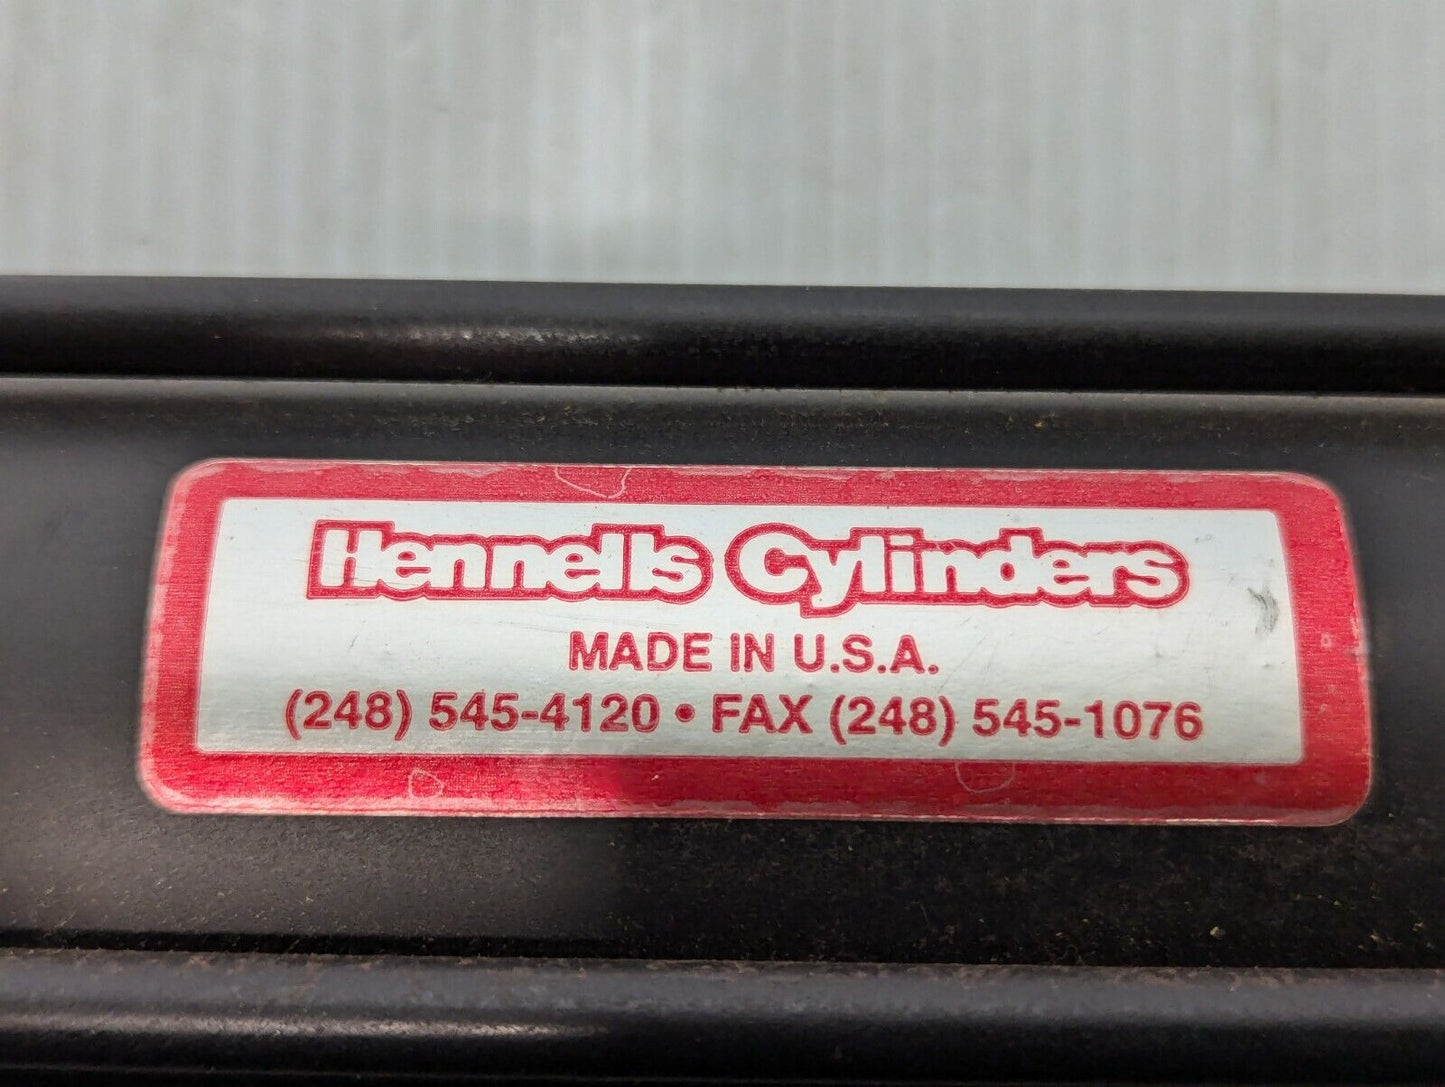 Hennells Cylinders
MADE IN U.S.A.
(248) 545-4120 • FAX (248) 545-1076